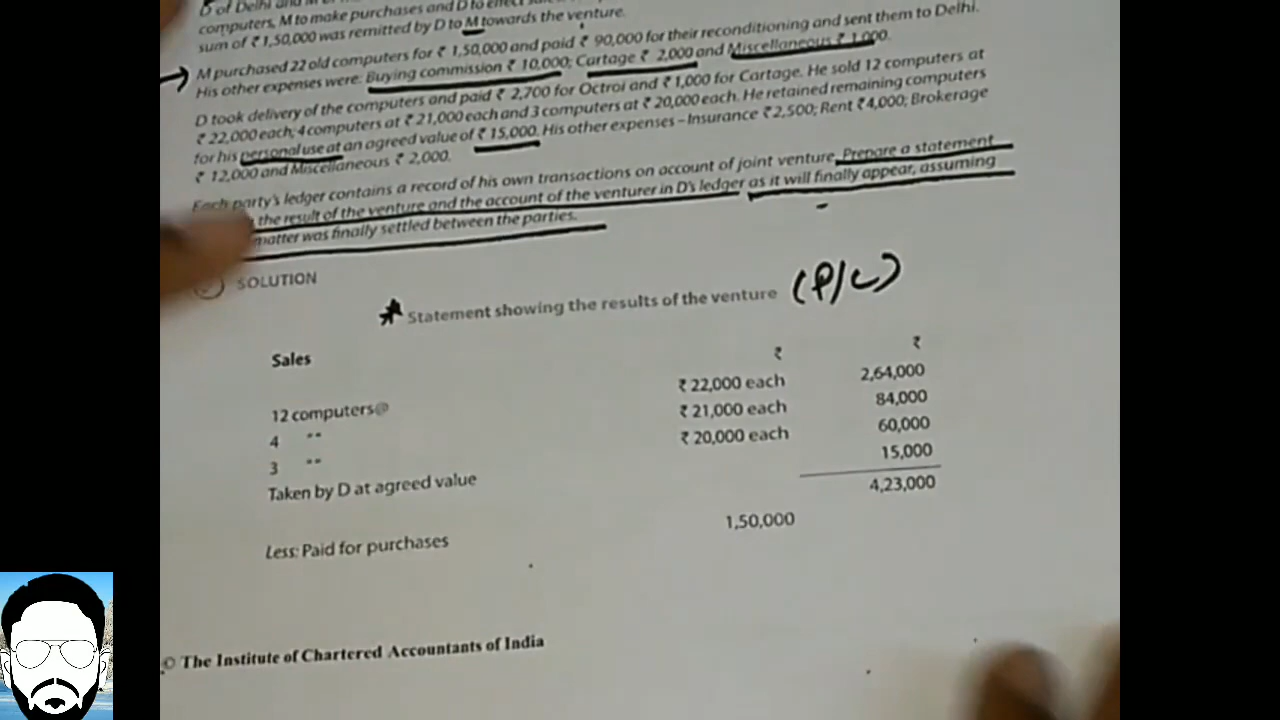 D of Delhi and M
computers, M to make purchases and D to effect
sum of ₹ 1,50,000 was remitted by D to M towards the venture.
M purchased 22 old computers for ₹ 1,50,000 and paid ₹ 90,000 for their reconditioning and sent them to Delhi.
His other expenses were: Buying commission ₹ 10,000; Cartage ₹ 2,000 and Miscellaneous ₹ 1,000.
D took delivery of the computers and paid ₹ 2,700 for Octroi and ₹ 1,000 for Cartage. He sold 12 computers at
₹ 22,000 each; 4 computers at ₹ 21,000 each and 3 computers at ₹ 20,000 each. He retained remaining computers
for his personal use at an agreed value of ₹ 15,000. His other expenses – Insurance ₹ 2,500; Rent ₹ 4,000; Brokerage
₹ 12,000 and Miscellaneous ₹ 2,000.
Each party's ledger contains a record of his own transactions on account of joint venture. Prepare a statement
the result of the venture and the account of the venturer in D's ledger as it will finally appear, assuming
matter was finally settled between the parties.
SOLUTION
Statement showing the results of the venture (P/L)
₹ ₹
Sales
12 computers@ ₹ 22,000 each 2,64,000
4 " " ₹ 21,000 each 84,000
3 " " ₹ 20,000 each 60,000
Taken by D at agreed value 15,000
4,23,000
Less: Paid for purchases 1,50,000
© The Institute of Chartered Accountants of India